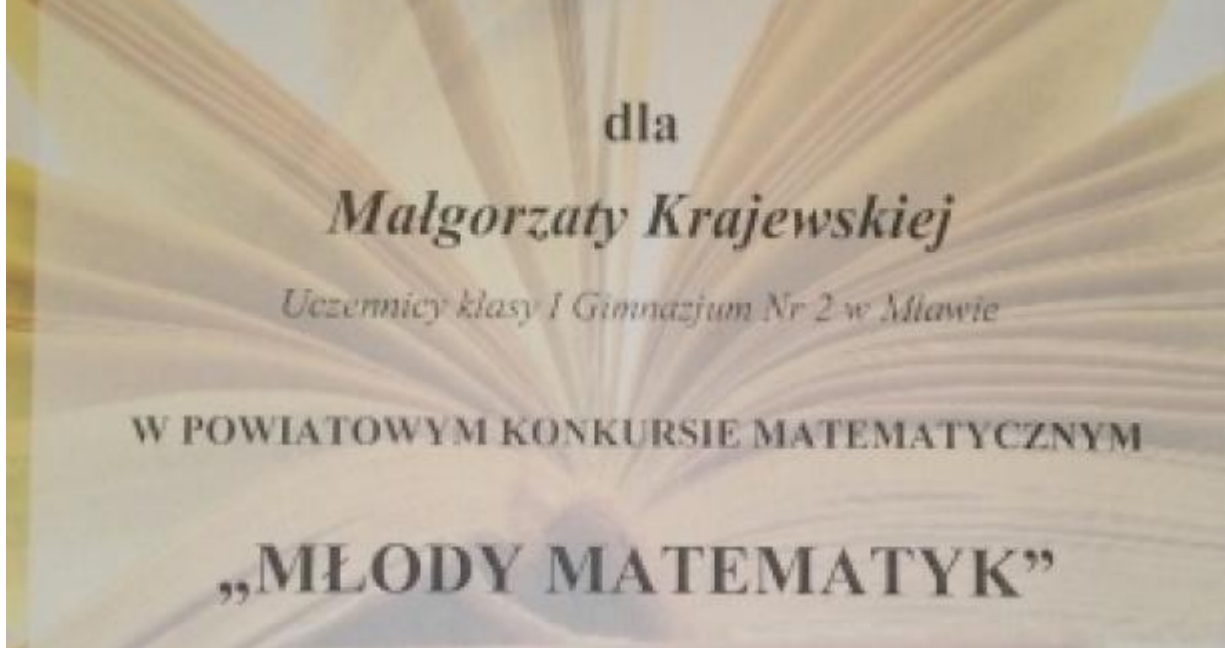 dla
Małgorzaty Krajewskiej
Uczennicy klasy I Gimnazjum Nr 2 w Mławie
W POWIATOWYM KONKURSIE MATEMATYCZNYM
„MŁODY MATEMATYK”